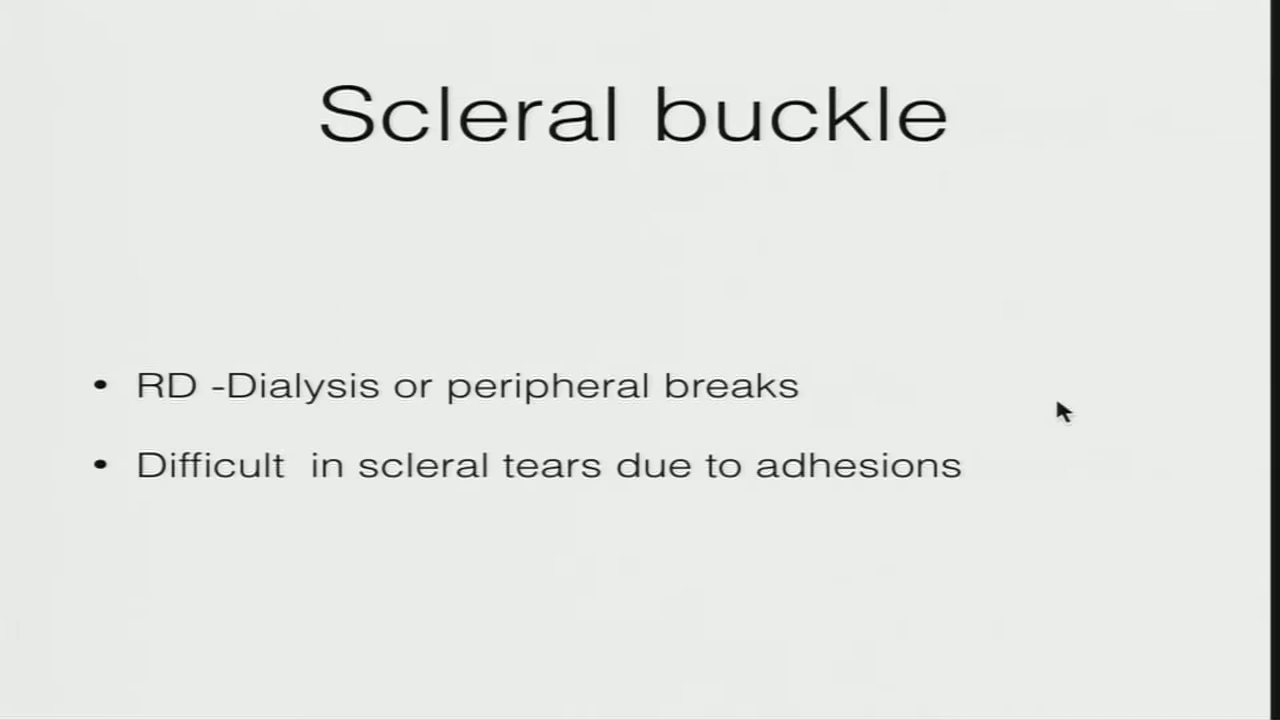 Scleral buckle
• RD -Dialysis or peripheral breaks
• Difficult  in scleral tears due to adhesions